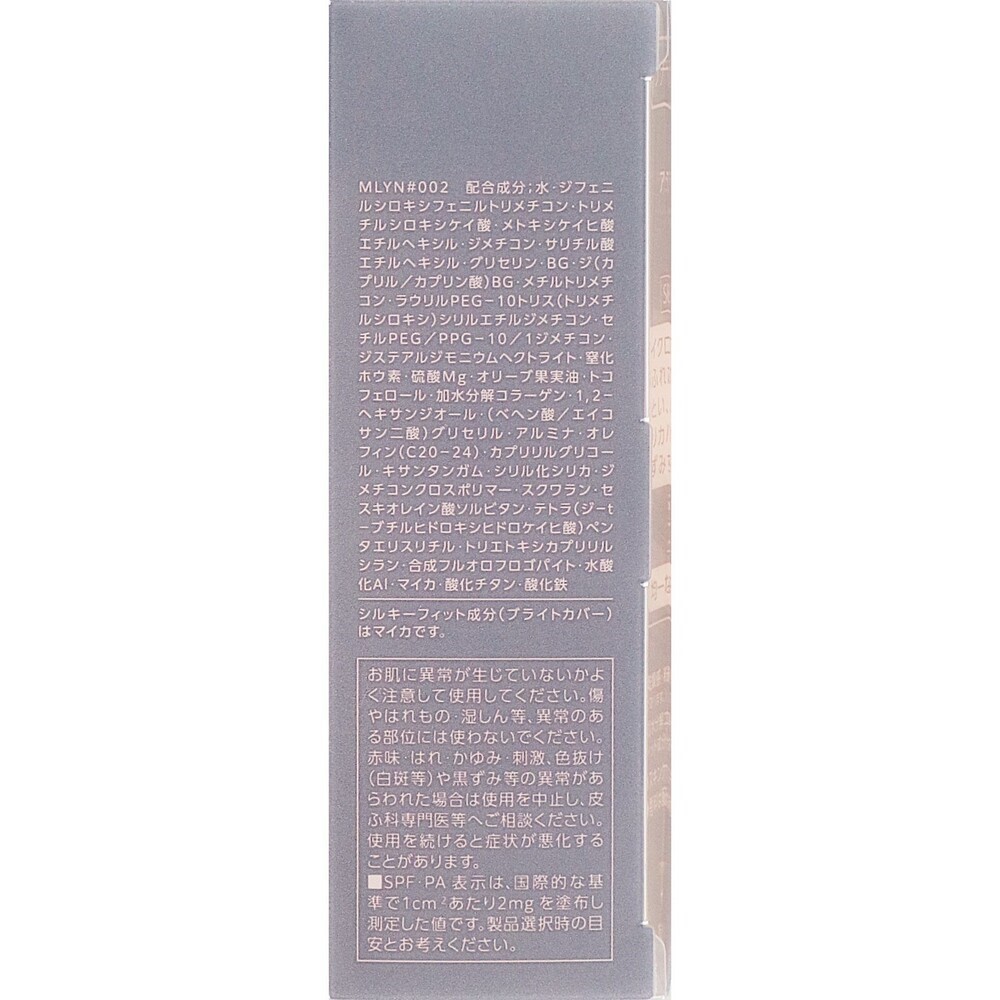 MLYN#002　配合成分;水・ジフェニ
ルシロキシフェニルトリメチコン・トリメ
チルシロキシケイ酸・メトキシケイヒ酸
エチルヘキシル・ジメチコン・サリチル酸
エチルヘキシル・グリセリン・BG・ジ(カ
プリル/カプリン酸)BG・メチルトリメチ
コン・ラウリルPEG-10トリス(トリメチ
ルシロキシ)シリルエチルジメチコン・セ
チルPEG/PPG-10/1ジメチコン・
ジステアルジモニウムヘクトライト・窒化
ホウ素・硫酸Mg・オリーブ果実油・トコ
フェロール・加水分解コラーゲン・1,2-
ヘキサンジオール・(ベヘン酸/エイコ
サン二酸)グリセリル・アルミナ・オレ
フィン(C20-24)・カプリリルグリコー
ル・キサンタンガム・シリル化シリカ・ジ
メチコンクロスポリマー・スクワラン・セ
スキオレイン酸ソルビタン・テトラ(ジーt
ーブチルヒドロキシヒドロケイヒ酸)ペン
タエリスリチル・トリエトキシカプリリル
シラン・合成フルオロフロゴパイト・水酸
化Al・マイカ・酸化チタン・酸化鉄
シルキーフィット成分(ブライトカバー)
はマイカです。
お肌に異常が生じていないかよ
く注意して使用してください。傷
やはれもの・湿しん等、異常のあ
る部位には使わないでください。
赤味・はれ・かゆみ・刺激、色抜け
(白斑等)や黒ずみ等の異常があ
らわれた場合は使用を中止し、皮
ふ科専門医等へご相談ください。
使用を続けると症状が悪化する
ことがあります。
■SPF・PA 表示は、国際的な基
準で1cm²あたり2mgを塗布し
測定した値です。製品選択時の目
安とお考えください。